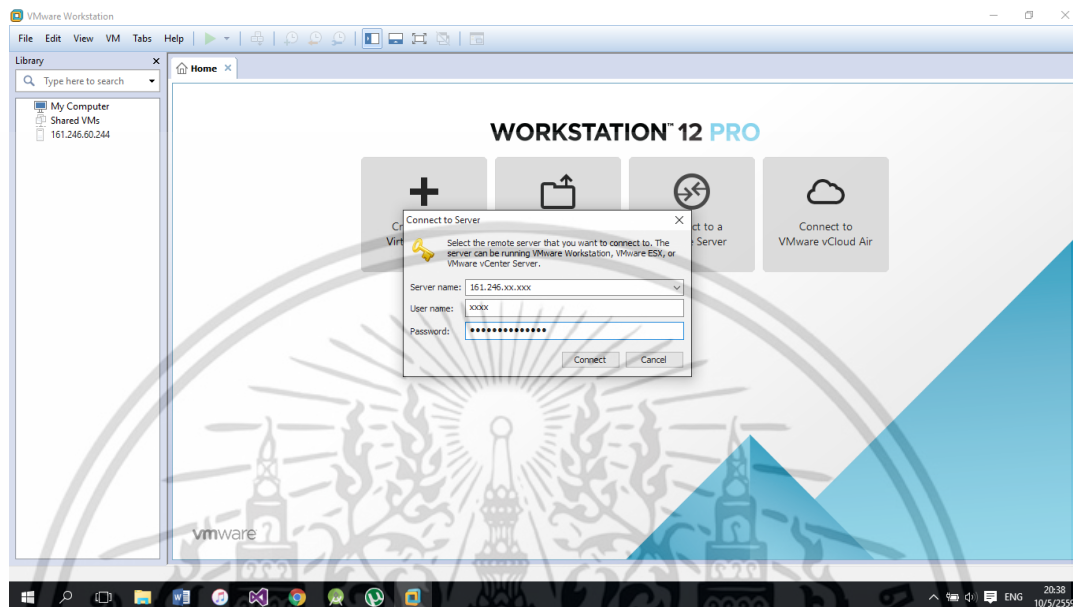 VMware Workstation
File Edit View VM Tabs Help
Library
Home
Type here to search
My Computer
Shared VMs
161.246.60.244
WORKSTATION™ 12 PRO
Connect to Server
Select the remote server that you want to connect to. The
server can be running VMware Workstation, VMware ESX, or
VMware vCenter Server.
Server name: 161.246.xx.xxx
User name: xxxx
Password: ••••••••••••••
Connect Cancel
Cr
Virt
ct to a
Server
Connect to
VMware vCloud Air
vmware
ENG
20:38
10/5/2559